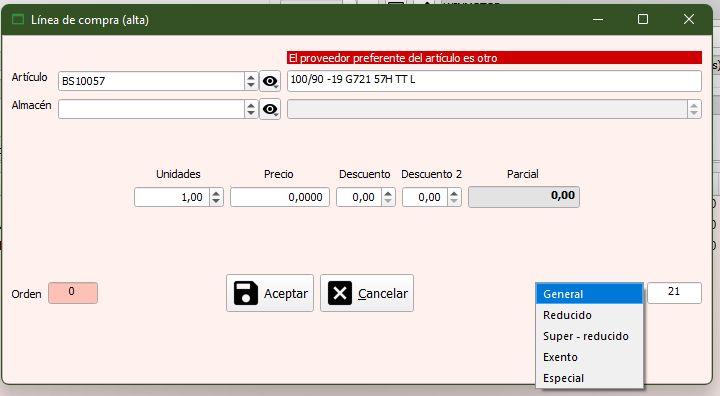 Línea de compra (alta)
El proveedor preferente del artículo es otro
Artículo BS10057 100/90 -19 G721 57H TT L
Almacén
Unidades Precio Descuento Descuento 2 Parcial
1,00 0,0000 0,00 0,00 0,00
Orden 0 Aceptar Cancelar General 21
Reducido
Super - reducido
Exento
Especial